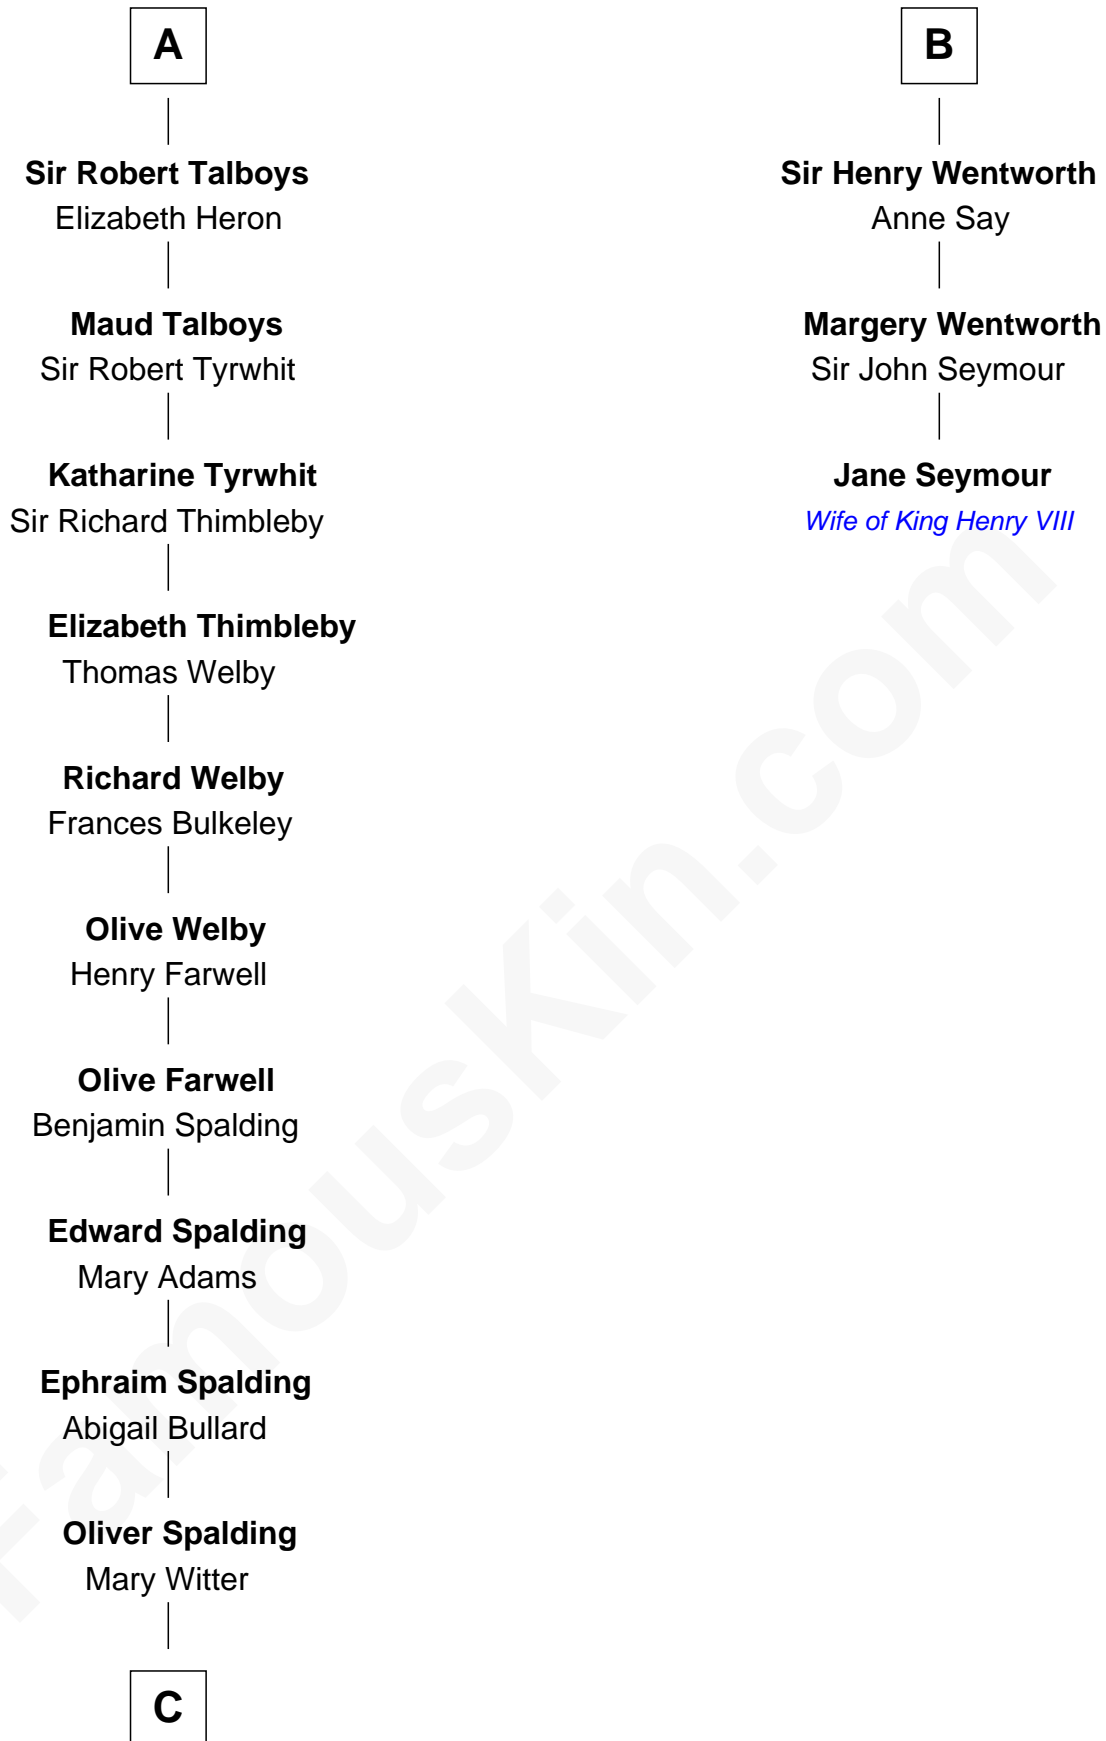 A
Sir Robert Talboys
Elizabeth Heron
Maud Talboys
Sir Robert Tyrwhit
Katharine Tyrwhit
Sir Richard Thimbleby
Elizabeth Thimbleby
Thomas Welby
Richard Welby
Frances Bulkeley
Olive Welby
Henry Farwell
Olive Farwell
Benjamin Spalding
Edward Spalding
Mary Adams
Ephraim Spalding
Abigail Bullard
Oliver Spalding
Mary Witter
C
B
Sir Henry Wentworth
Anne Say
Margery Wentworth
Sir John Seymour
Jane Seymour
Wife of King Henry VIII
FamousKin.com